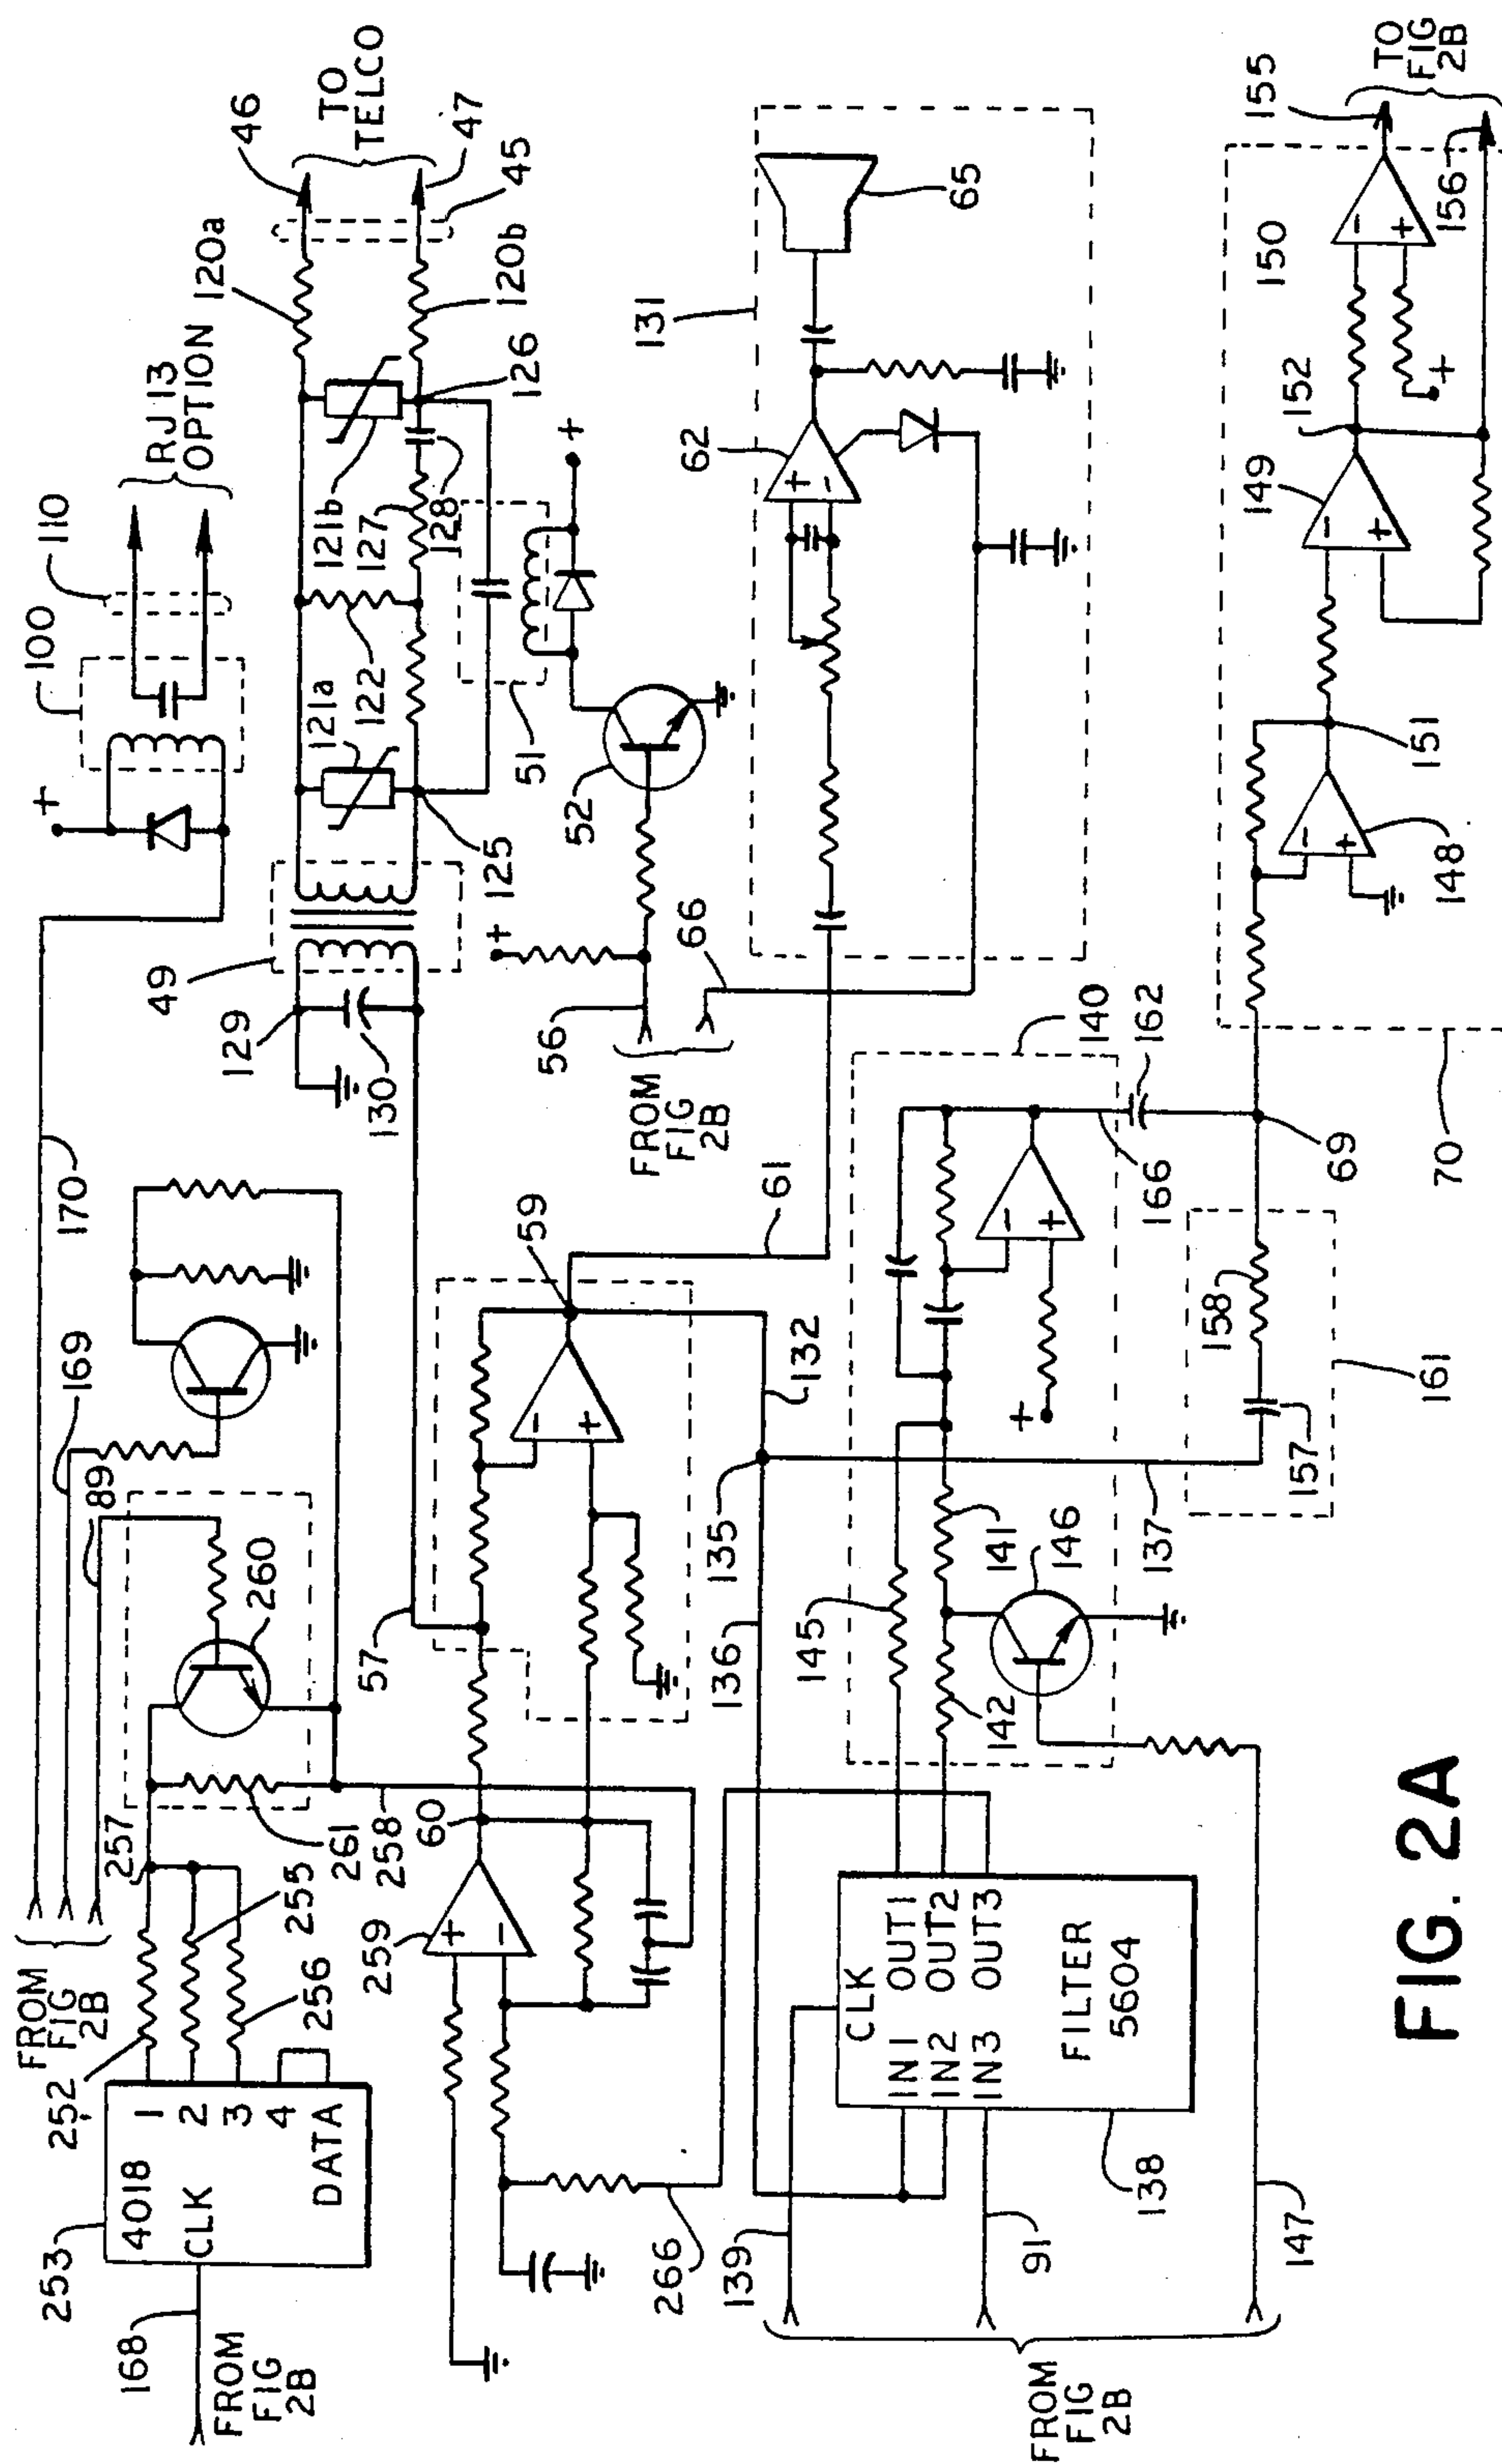 FROM
FIG
2B
170
169
89
100
110
RJ13
OPTION
252
257
255
256
261
258
260
253
4018
CLK
1
2
3
4
DATA
168
FROM
FIG
2B
49
129
130
121a
122
121b
127
128
125
126
120a
120b
46
47
45
TO
TELCO
51
52
+
+
+
56
66
FROM
FIG
2B
57
59
60
61
259
+
-
-
+
131
62
+
-
65
132
135
136
137
266
139
91
147
138
FROM
FIG
2B
CLK
IN1 OUT1
IN2 OUT2
IN3 OUT3
FILTER
5604
140
145
141
142
146
-
+
+
166
162
161
158
157
69
70
150
148
-
+
151
149
-
+
152
-
+
+
155
156
TO
FIG
2B
FIG. 2A